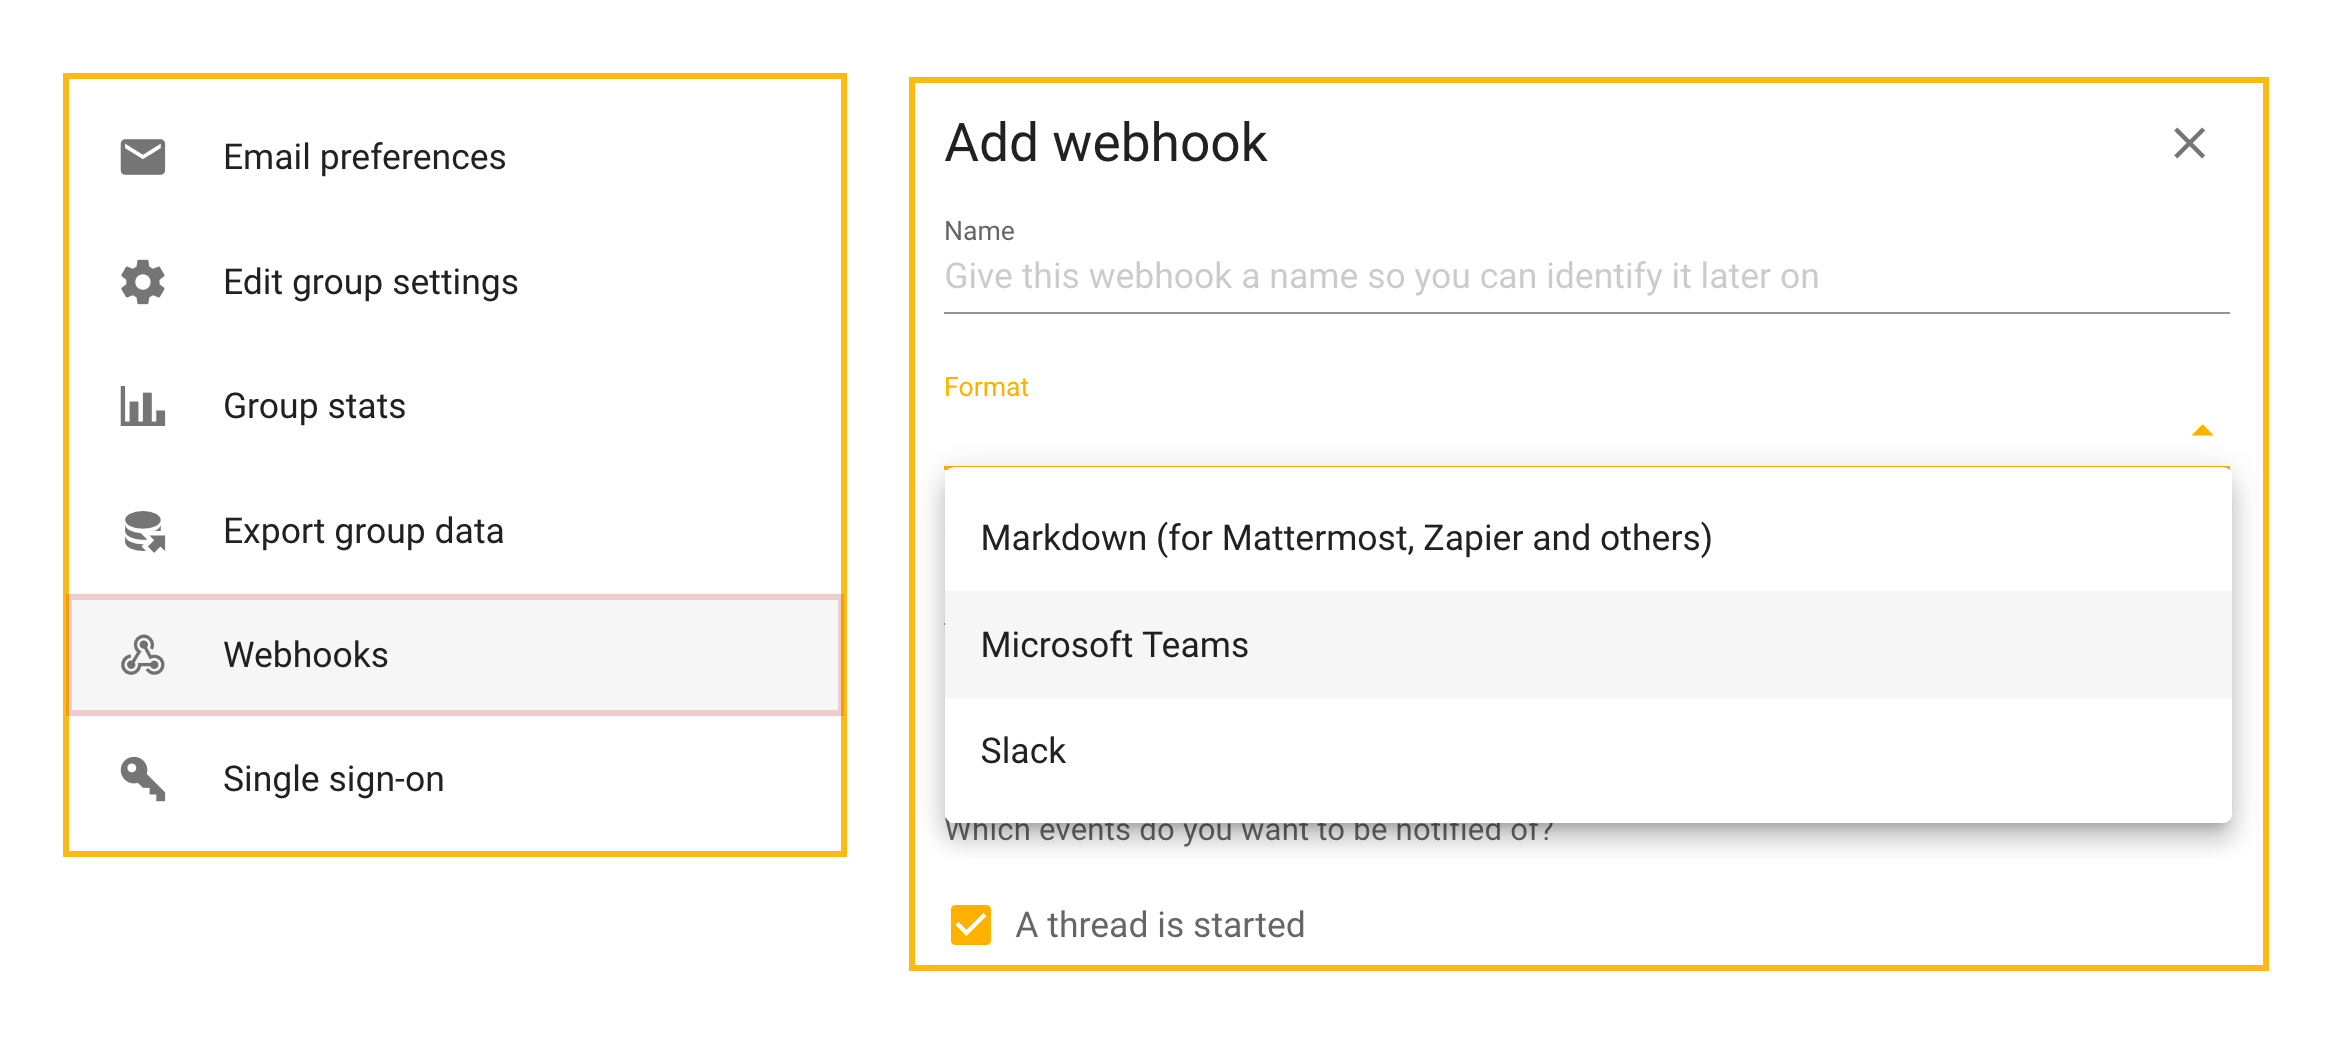 Email preferences
Edit group settings
Group stats
Export group data
Webhooks
Single sign-on
Add webhook
Name
Give this webhook a name so you can identify it later on
Format
Markdown (for Mattermost, Zapier and others)
Microsoft Teams
Slack
Which events do you want to be notified of?
A thread is started